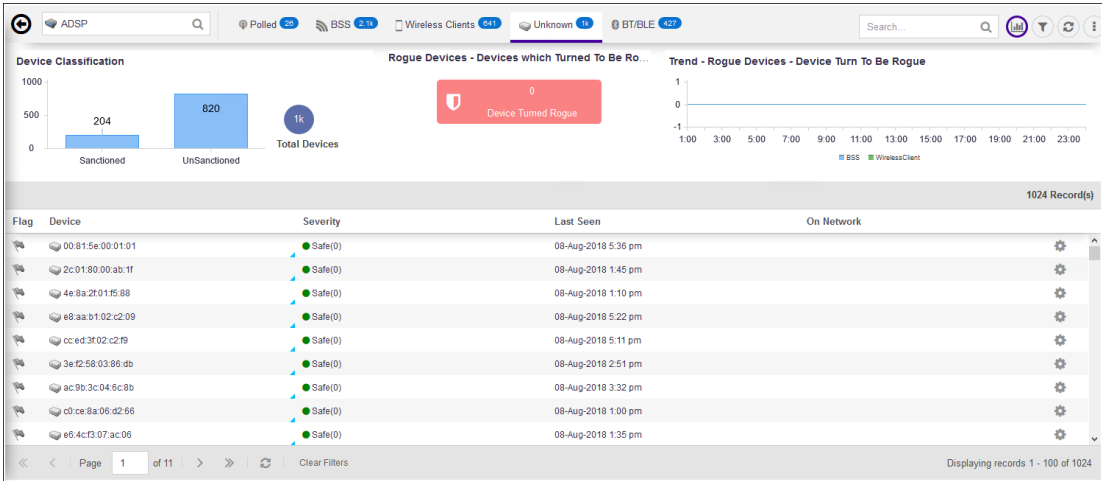 ADSP Polled 26 BSS 2.1k Wireless Clients 641 Unknown 1k BT/BLE 427 Search...
Device Classification
1000
500
0
204
820
Sanctioned
UnSanctioned
1k
Total Devices
Rogue Devices - Devices which Turned To Be Ro...
0
Device Turned Rogue
Trend - Rogue Devices - Device Turn To Be Rogue
1
0
-1
1:00 3:00 5:00 7:00 9:00 11:00 13:00 15:00 17:00 19:00 21:00 23:00
BSS WirelessClient
1024 Record(s)
Flag Device Severity Last Seen On Network
00:81:5e:00:01:01 Safe(0) 08-Aug-2018 5:36 pm
2c:01:80:00:ab:1f Safe(0) 08-Aug-2018 1:45 pm
4e:8a:2f:01:f5:88 Safe(0) 08-Aug-2018 1:10 pm
e8:aa:b1:02:c2:09 Safe(0) 08-Aug-2018 5:22 pm
cc:ed:3f:02:c2:f9 Safe(0) 08-Aug-2018 5:11 pm
3e:f2:58:03:86:db Safe(0) 08-Aug-2018 2:51 pm
ac:9b:3c:04:6c:8b Safe(0) 08-Aug-2018 3:32 pm
c0:ce:8a:06:d2:66 Safe(0) 08-Aug-2018 1:00 pm
e6:4c:f3:07:ac:06 Safe(0) 08-Aug-2018 1:35 pm
Page 1 of 11 Clear Filters Displaying records 1 - 100 of 1024